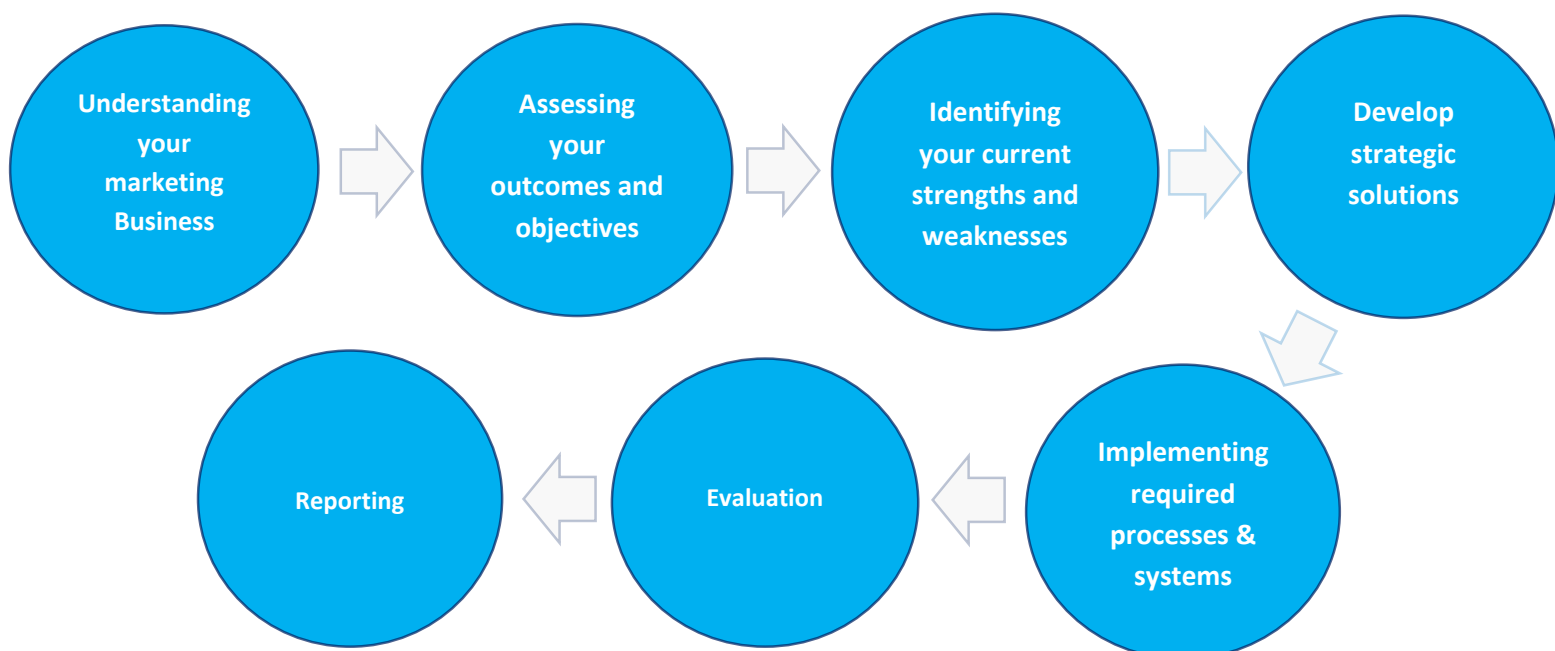 Understanding
your
marketing
Business
Assessing
your
outcomes and
objectives
Identifying
your current
strengths and
weaknesses
Develop
strategic
solutions
Implementing
required
processes &
systems
Evaluation
Reporting